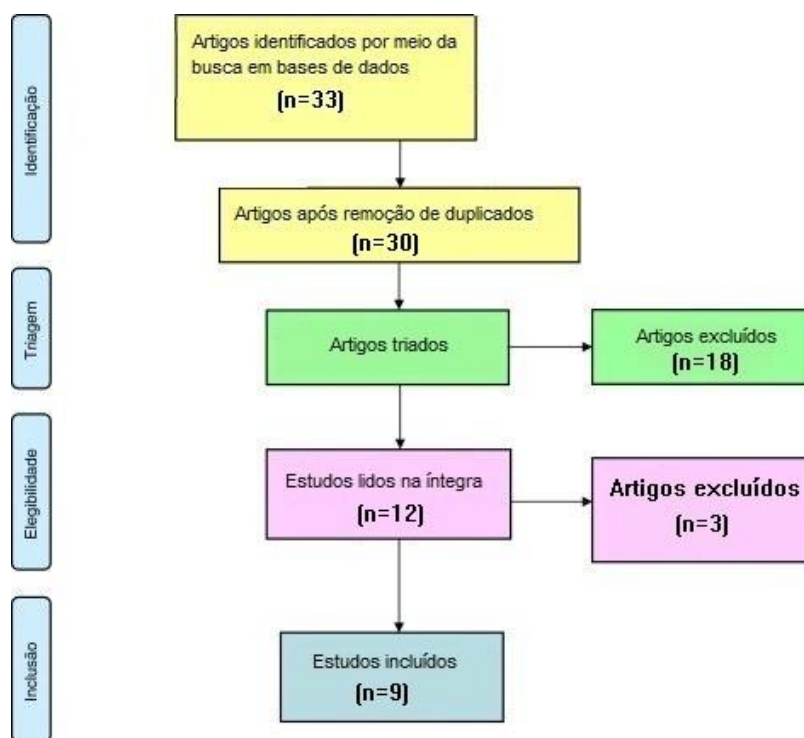 Identificação
Artigos identificados por meio da
busca em bases de dados
(n=33)
Artigos após remoção de duplicados
(n=30)
Triagem
Artigos triados
Artigos excluídos
(n=18)
Elegibilidade
Estudos lidos na íntegra
(n=12)
Artigos excluídos
(n=3)
Inclusão
Estudos incluídos
(n=9)